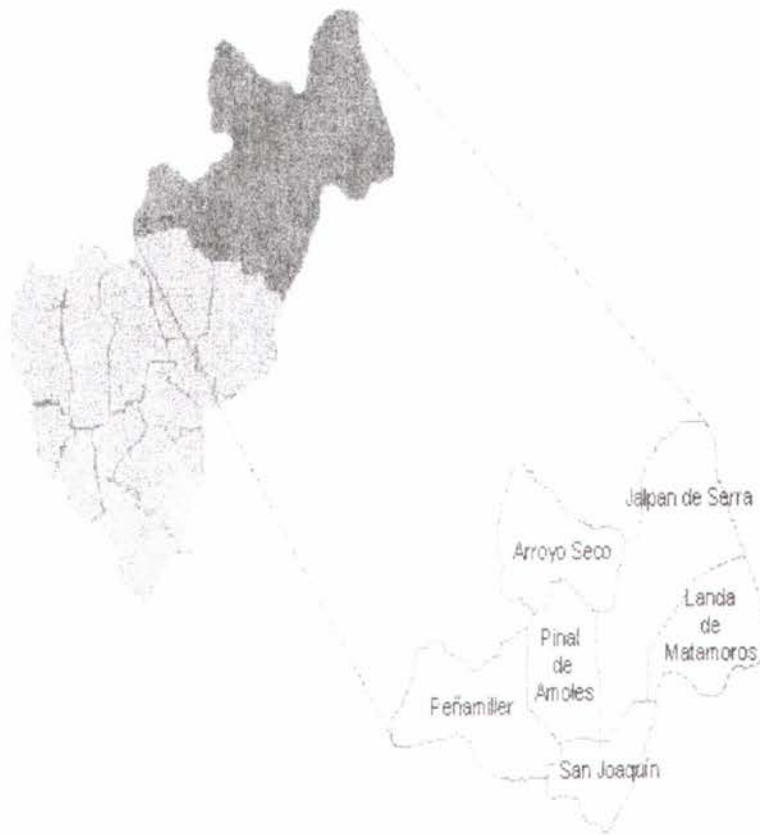 Jalpan de Serra
Arroyo Seco
Landa
de
Matamoros
Pinal
de
Amoles
Peñamiller
San Joaquín